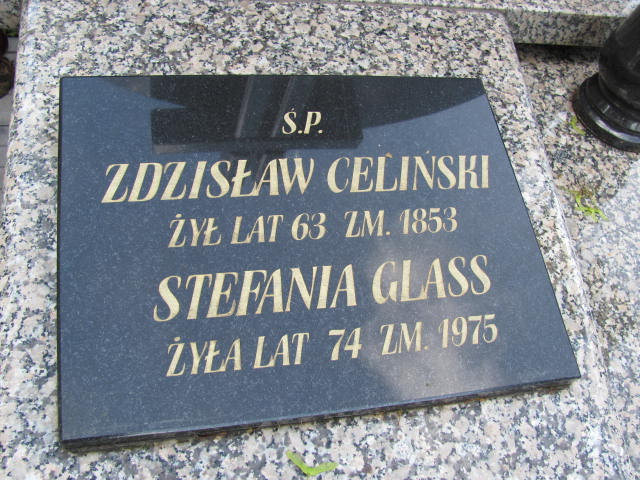 Ś.P.
ZDZISŁAW CELIŃSKI
ŻYŁ LAT 63 ZM. 1853
STEFANIA GLASS
ŻYŁA LAT 74 ZM. 1975